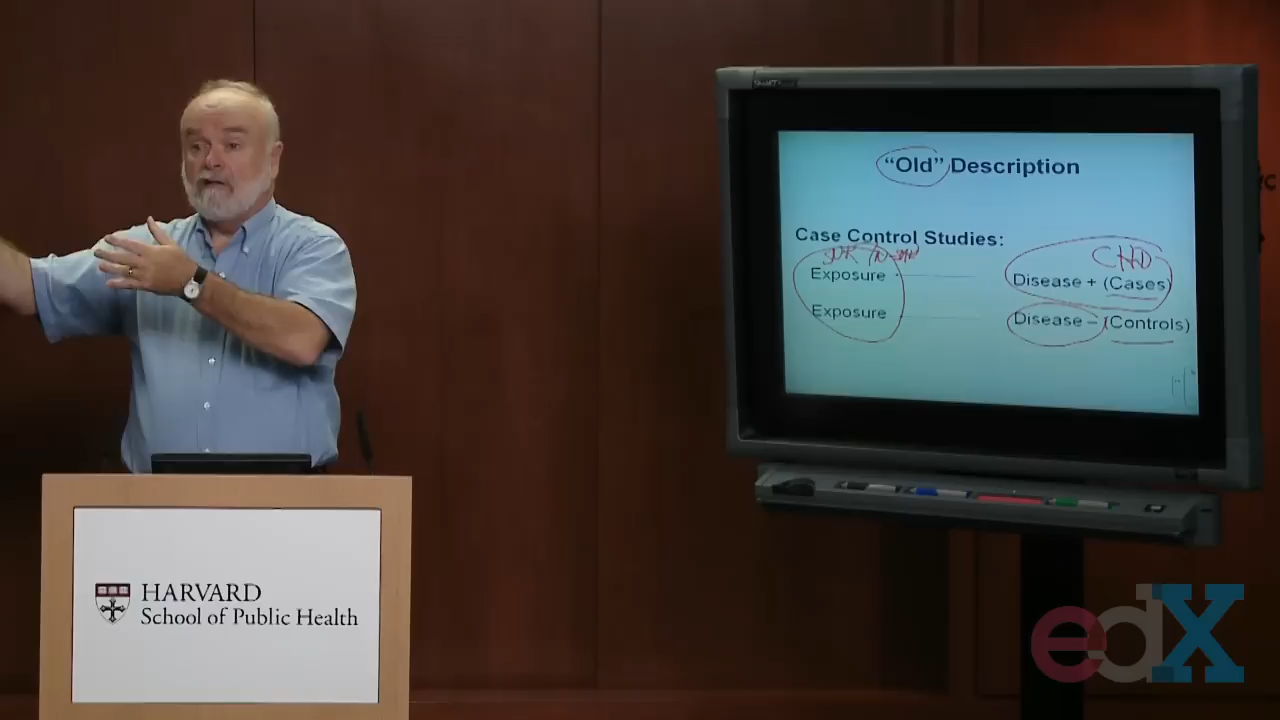 “Old” Description
Case Control Studies:
CHD
Exposure
Disease + (Cases)
Exposure
Disease – (Controls)
HARVARD
School of Public Health
edX